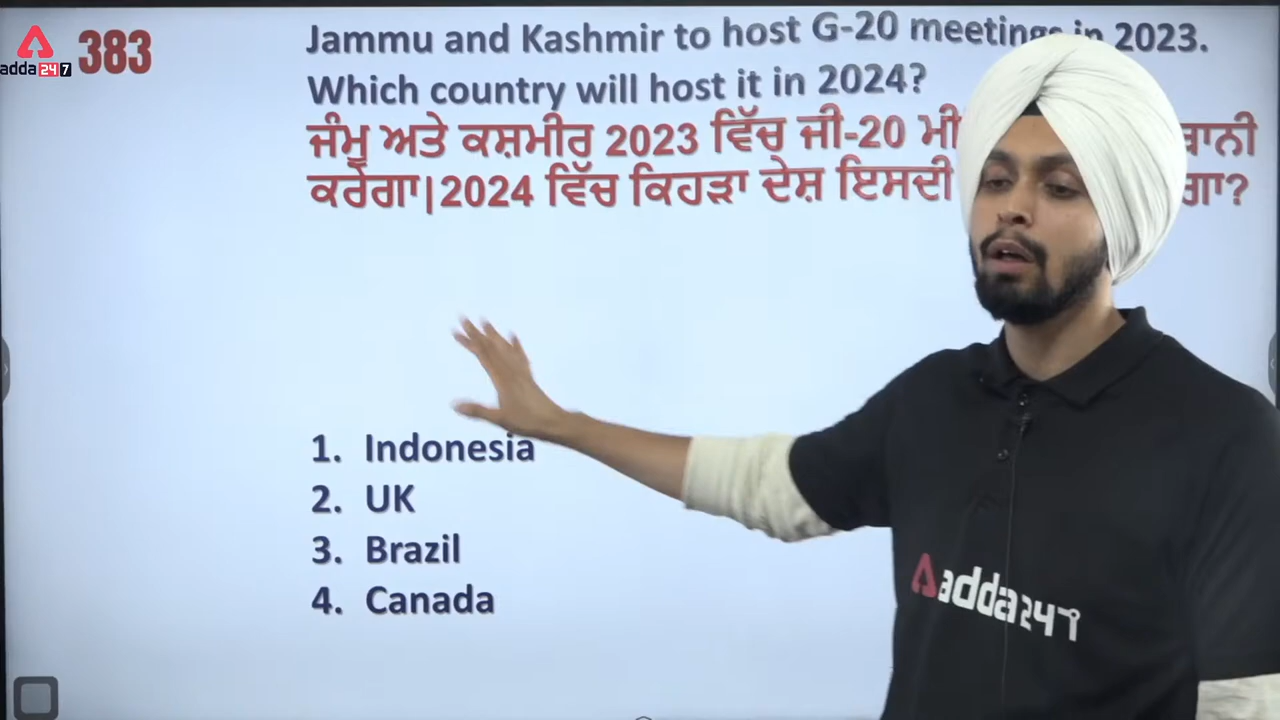 adda247
383
Jammu and Kashmir to host G-20 meetings in 2023.
Which country will host it in 2024?
ਜੰਮੂ ਅਤੇ ਕਸ਼ਮੀਰ 2023 ਵਿੱਚ ਜੀ-20
ਕਰੇਗਾ|2024 ਵਿੱਚ ਕਿਹੜਾ ਦੇਸ਼ ਇਸਦੀ
1. Indonesia
2. UK
3. Brazil
4. Canada
adda247